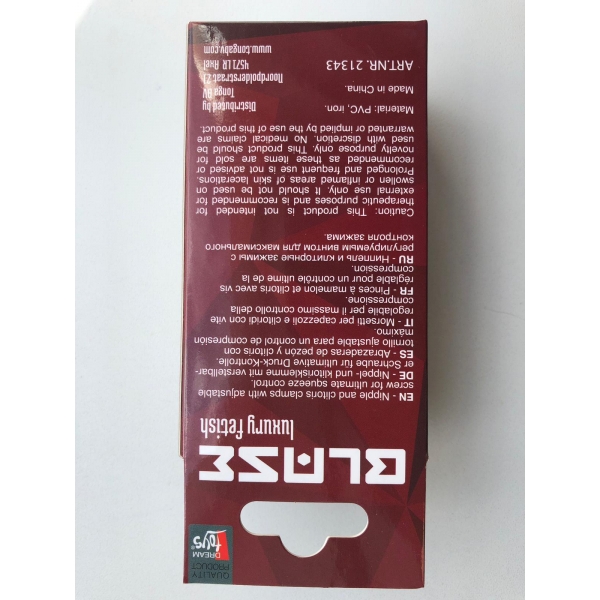 QUALITY
PRODUCT
DREAM
toys®
BLAZE
luxury fetish
EN - Nipple and clitoris clamps with adjustable
screw for ultimate squeeze control.
DE - Nippel- und klitorisklemme mit verstellbar-
er Schraube für ultimative Druck-Kontrolle.
ES - Abrazaderas de pezón y clítoris con
tornillo ajustable para un control de compresión
máximo.
IT - Morsetti per capezzoli e clitoridi con vite
regolabile per il massimo controllo della
compressione.
FR - Pinces à clitoris et mamelon avec vis
réglable pour un contrôle ultime de la
compression.
RU - Ниппель и клиторные зажимы с
регулируемым винтом для максимального
контроля зажима.
Caution: This product is not intended for
therapeutic purposes and is recommended for
external use only. It should not be used on
swollen or inflamed areas of skin lacerations.
Prolonged and frequent use is not advised or
recommended as these items are sold for
novelty purpose only. This product should be
used with discretion. No medical claims are
warranted or implied by the use of this product.
Material: PVC, iron.
Made in China.
ART.NR. 21343
Distributed by
Tonga BV
Noordpolderstraat 21
4571LR Axel
www.tongabv.com